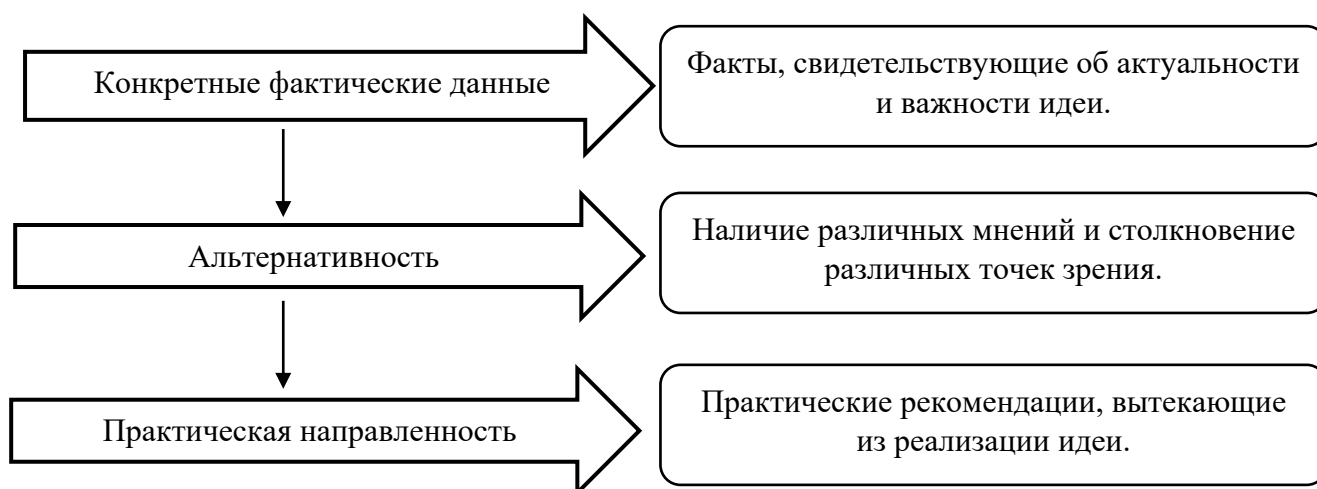 Конкретные фактические данные
Факты, свидетельствующие об актуальности
и важности идеи.
Альтернативность
Наличие различных мнений и столкновение
различных точек зрения.
Практическая направленность
Практические рекомендации, вытекающие
из реализации идеи.